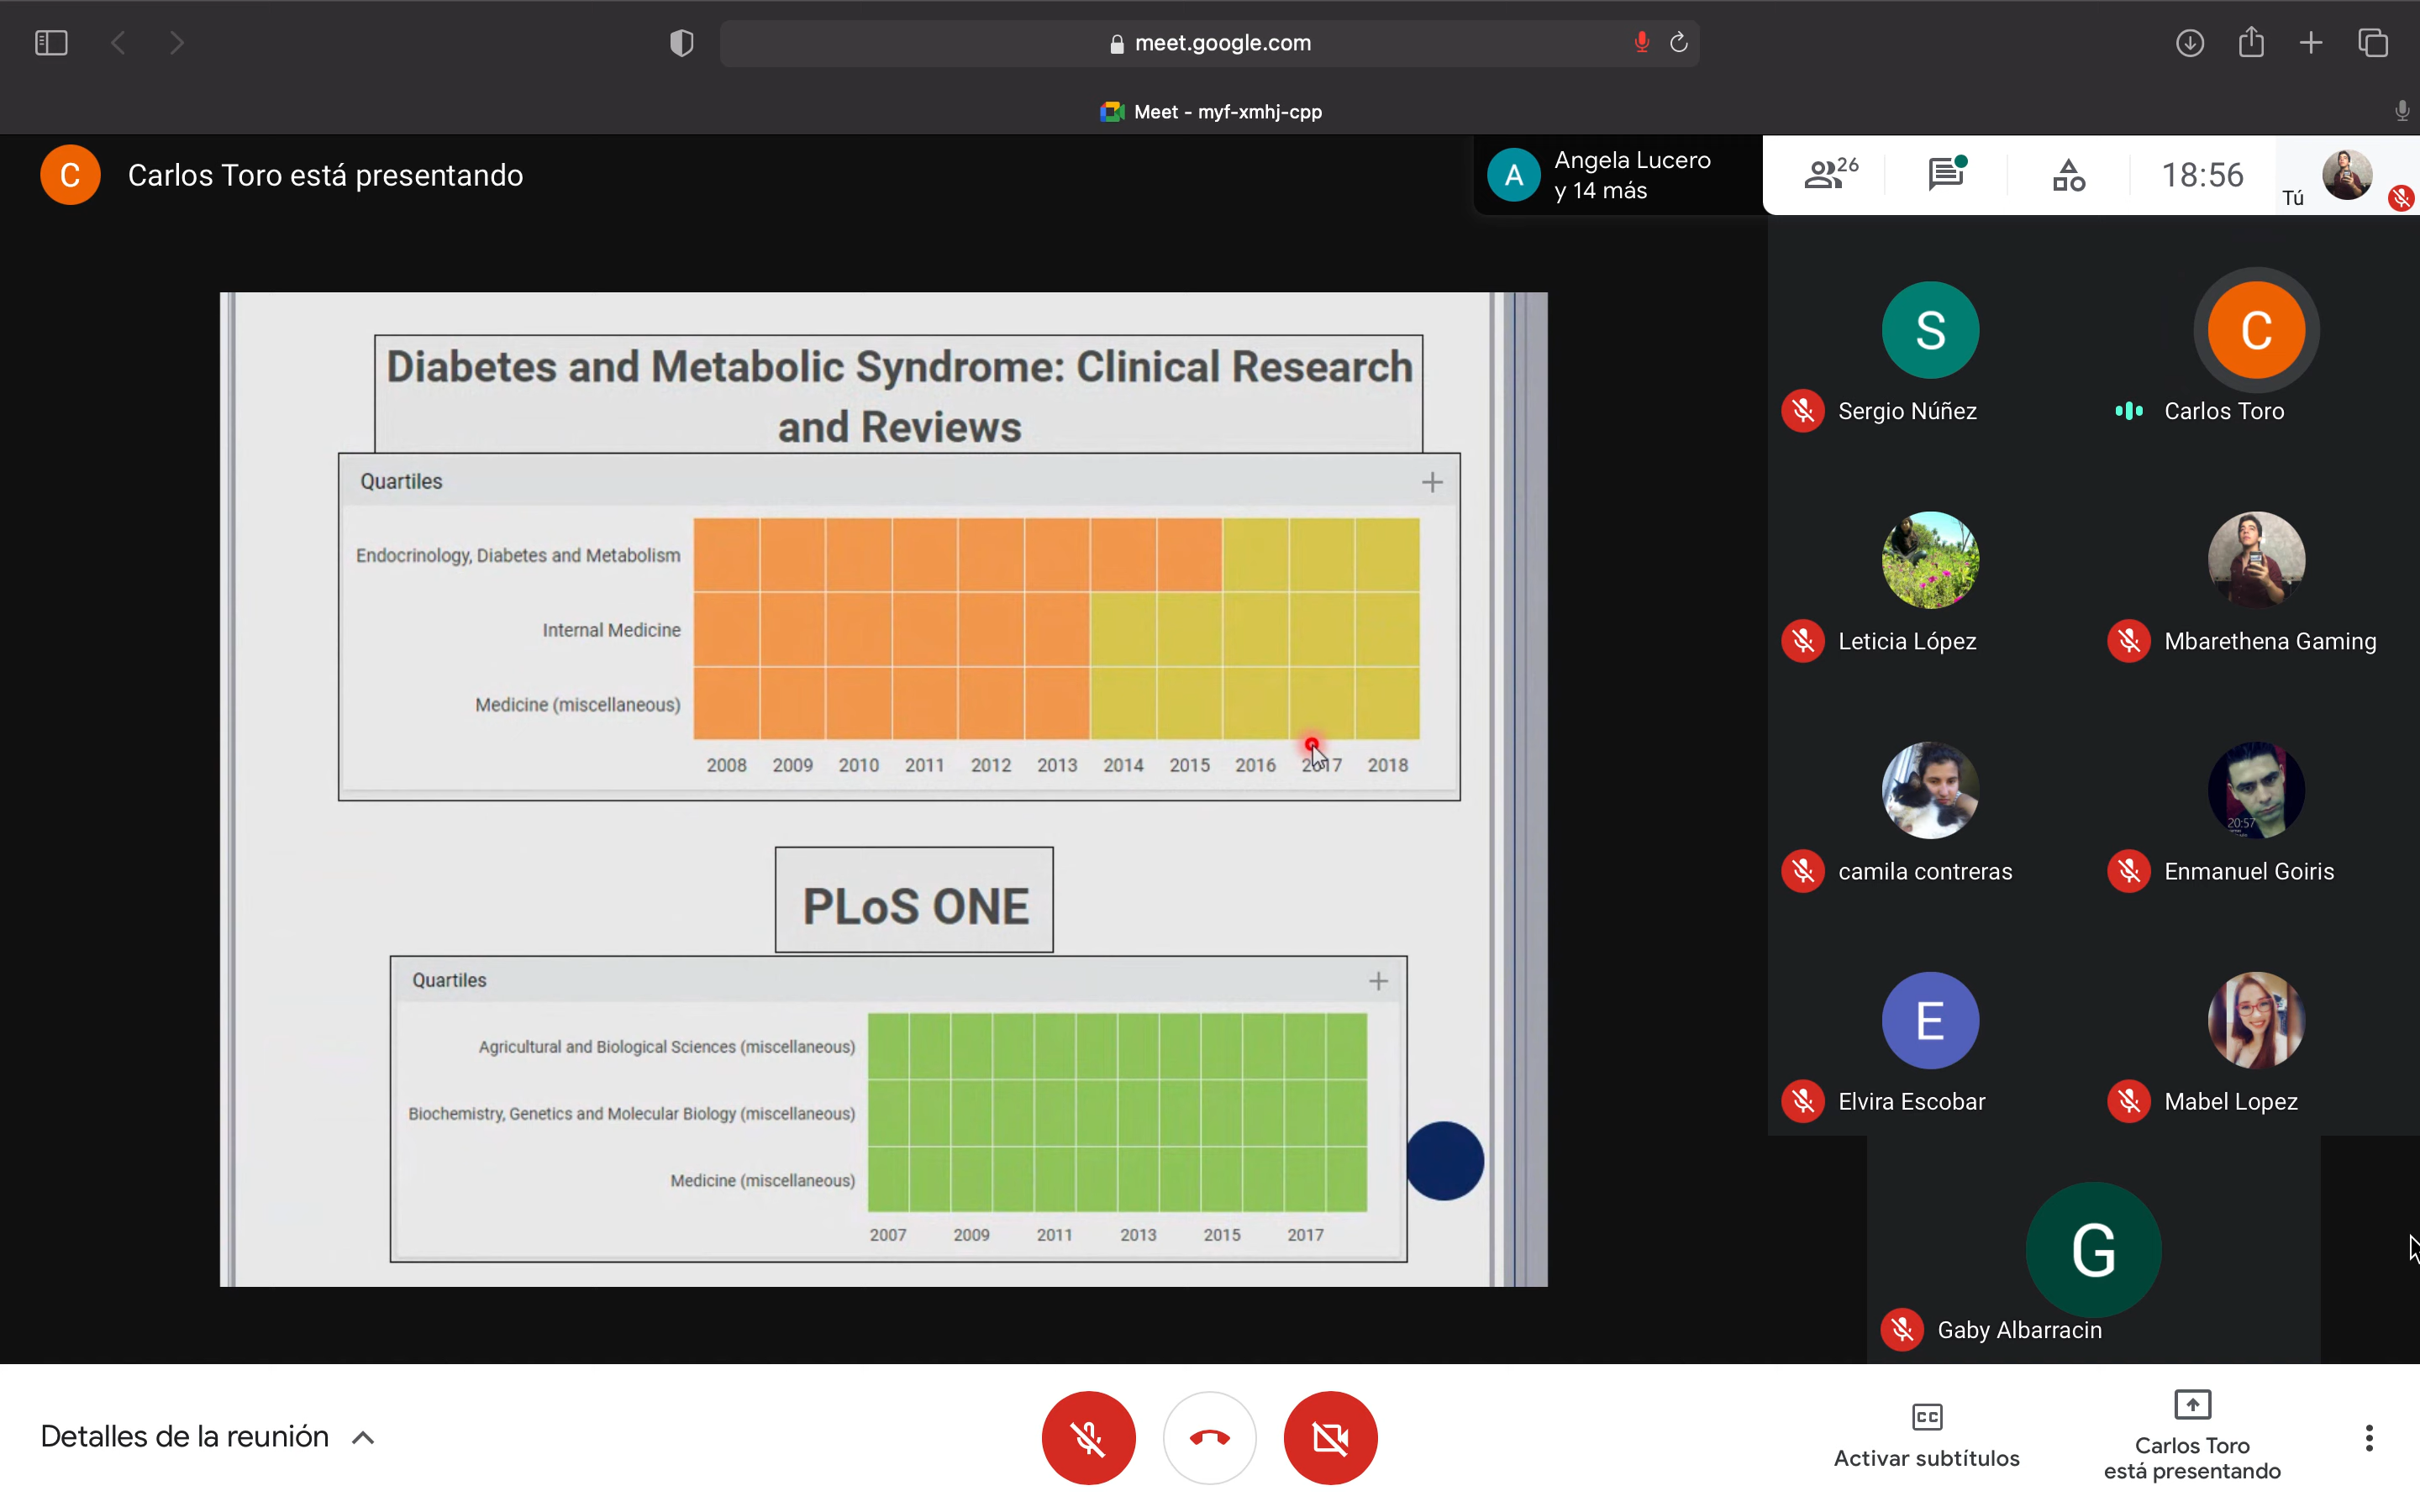 meet.google.com
Meet - myf-xmhj-cpp
C
Carlos Toro está presentando
A
Angela Lucero
y 14 más
26
18:56
Tú
Diabetes and Metabolic Syndrome: Clinical Research
and Reviews
Quartiles
Endocrinology, Diabetes and Metabolism
Internal Medicine
Medicine (miscellaneous)
2008 2009 2010 2011 2012 2013 2014 2015 2016 2017 2018
PLoS ONE
Quartiles
Agricultural and Biological Sciences (miscellaneous)
Biochemistry, Genetics and Molecular Biology (miscellaneous)
Medicine (miscellaneous)
2007 2009 2011 2013 2015 2017
S
C
Sergio Núñez
Carlos Toro
Leticia López
Mbarethena Gaming
20:57
camila contreras
Enmanuel Goiris
E
Elvira Escobar
Mabel Lopez
G
Gaby Albarracin
Detalles de la reunión
CC
Activar subtítulos
Carlos Toro
está presentando